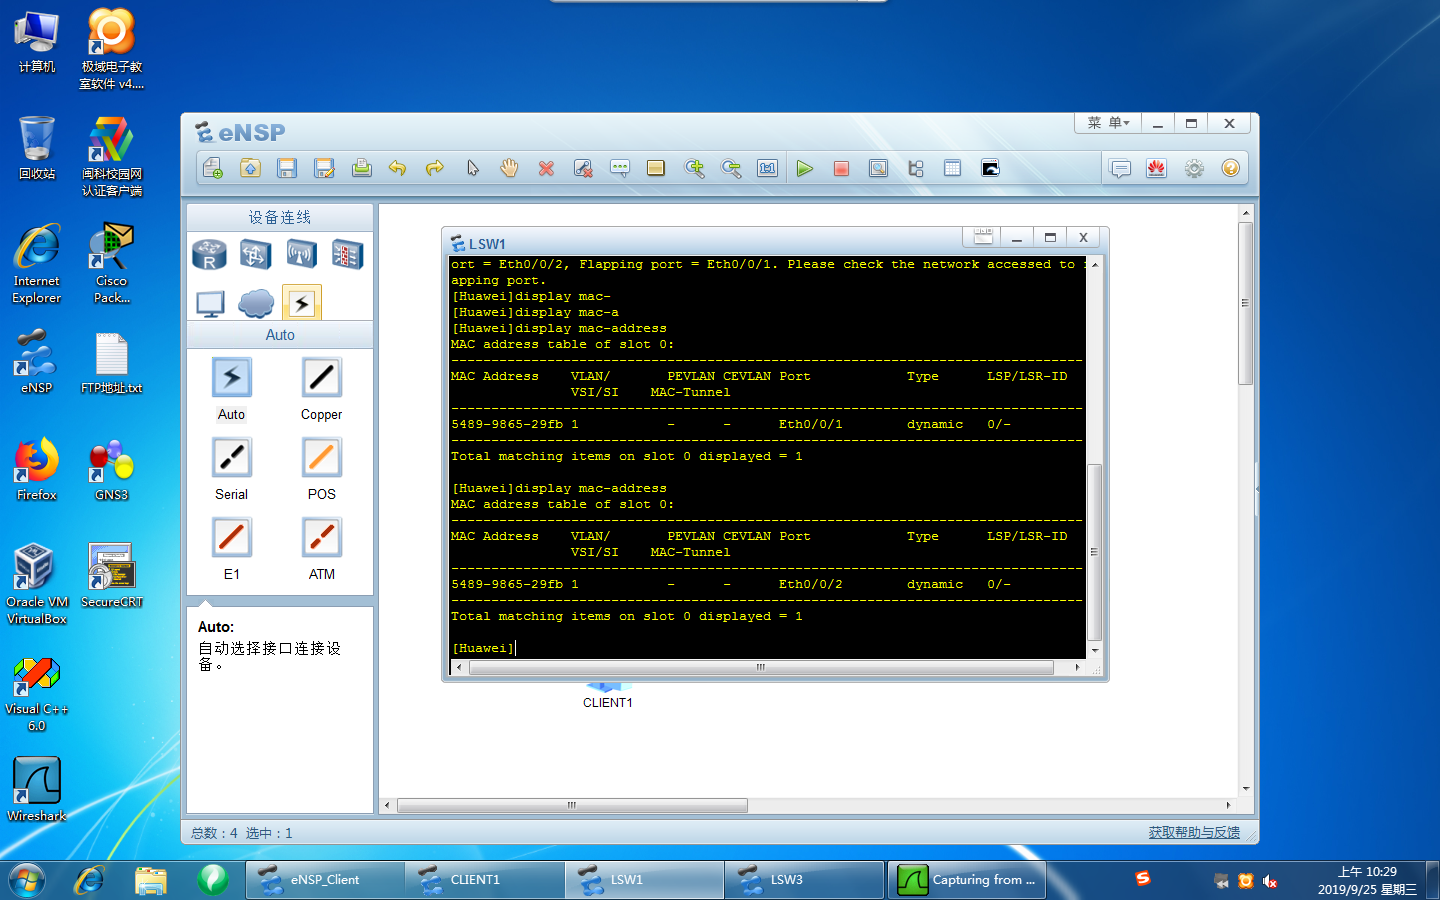 计算机
极域电子教
室软件 v4....
回收站
闽科校园网
认证客户端
Internet
Explorer
Cisco
Pack...
eNSP
FTP地址.txt
Firefox
GNS3
Oracle VM
VirtualBox
SecureCRT
Visual C++
6.0
Wireshark
eNSP
菜 单
设备连线
Auto
Auto
Copper
Serial
POS
E1
ATM
Auto:
自动选择接口连接设
备。
LSW1
ort = Eth0/0/2, Flapping port = Eth0/0/1. Please check the network accessed to
apping port.
[Huawei]display mac-
[Huawei]display mac-a
[Huawei]display mac-address
MAC address table of slot 0:
-------------------------------------------------------------------------------
MAC Address    VLAN/       PEVLAN CEVLAN Port            Type      LSP/LSR-ID
               VSI/SI    MAC-Tunnel
-------------------------------------------------------------------------------
5489-9865-29fb 1           -      -      Eth0/0/1        dynamic   0/-
-------------------------------------------------------------------------------
Total matching items on slot 0 displayed = 1
[Huawei]display mac-address
MAC address table of slot 0:
-------------------------------------------------------------------------------
MAC Address    VLAN/       PEVLAN CEVLAN Port            Type      LSP/LSR-ID
               VSI/SI    MAC-Tunnel
-------------------------------------------------------------------------------
5489-9865-29fb 1           -      -      Eth0/0/2        dynamic   0/-
-------------------------------------------------------------------------------
Total matching items on slot 0 displayed = 1
[Huawei]
CLIENT1
总数：4 选中：1
获取帮助与反馈
eNSP_Client
CLIENT1
LSW1
LSW3
Capturing from ...
上午 10:29
2019/9/25 星期三